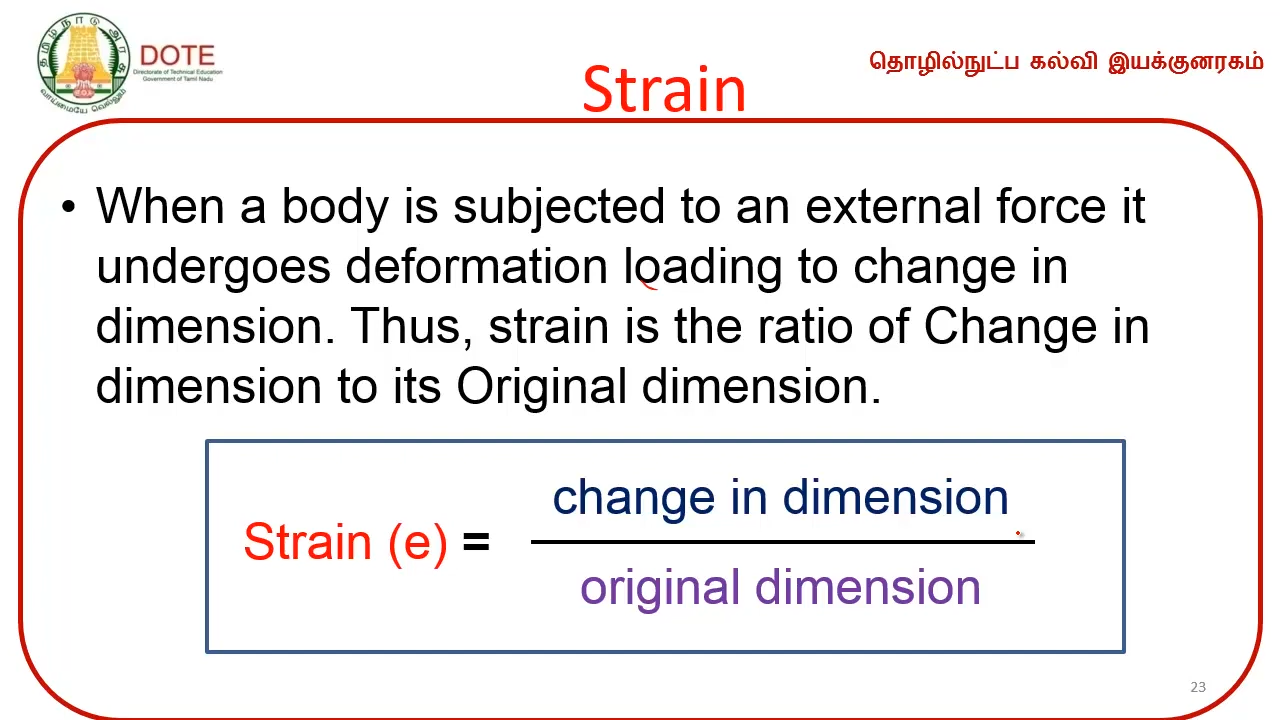 தமிழ்நாடு அரசு
வாய்மையே வெல்லும்
DOTE
Directorate of Technical Education
Government of Tamil Nadu
தொழில்நுட்ப கல்வி இயக்குனரகம்
Strain
• When a body is subjected to an external force it
undergoes deformation loading to change in
dimension. Thus, strain is the ratio of Change in
dimension to its Original dimension.
change in dimension
Strain (e) =
original dimension
23